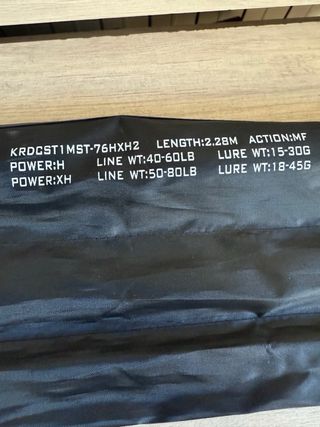 KRDCST1MST-76HXH2 LENGTH:2.28M ACTION:MF
POWER:H LINE WT:40-60LB LURE WT:15-30G
POWER:XH LINE WT:50-80LB LURE WT:18-45G